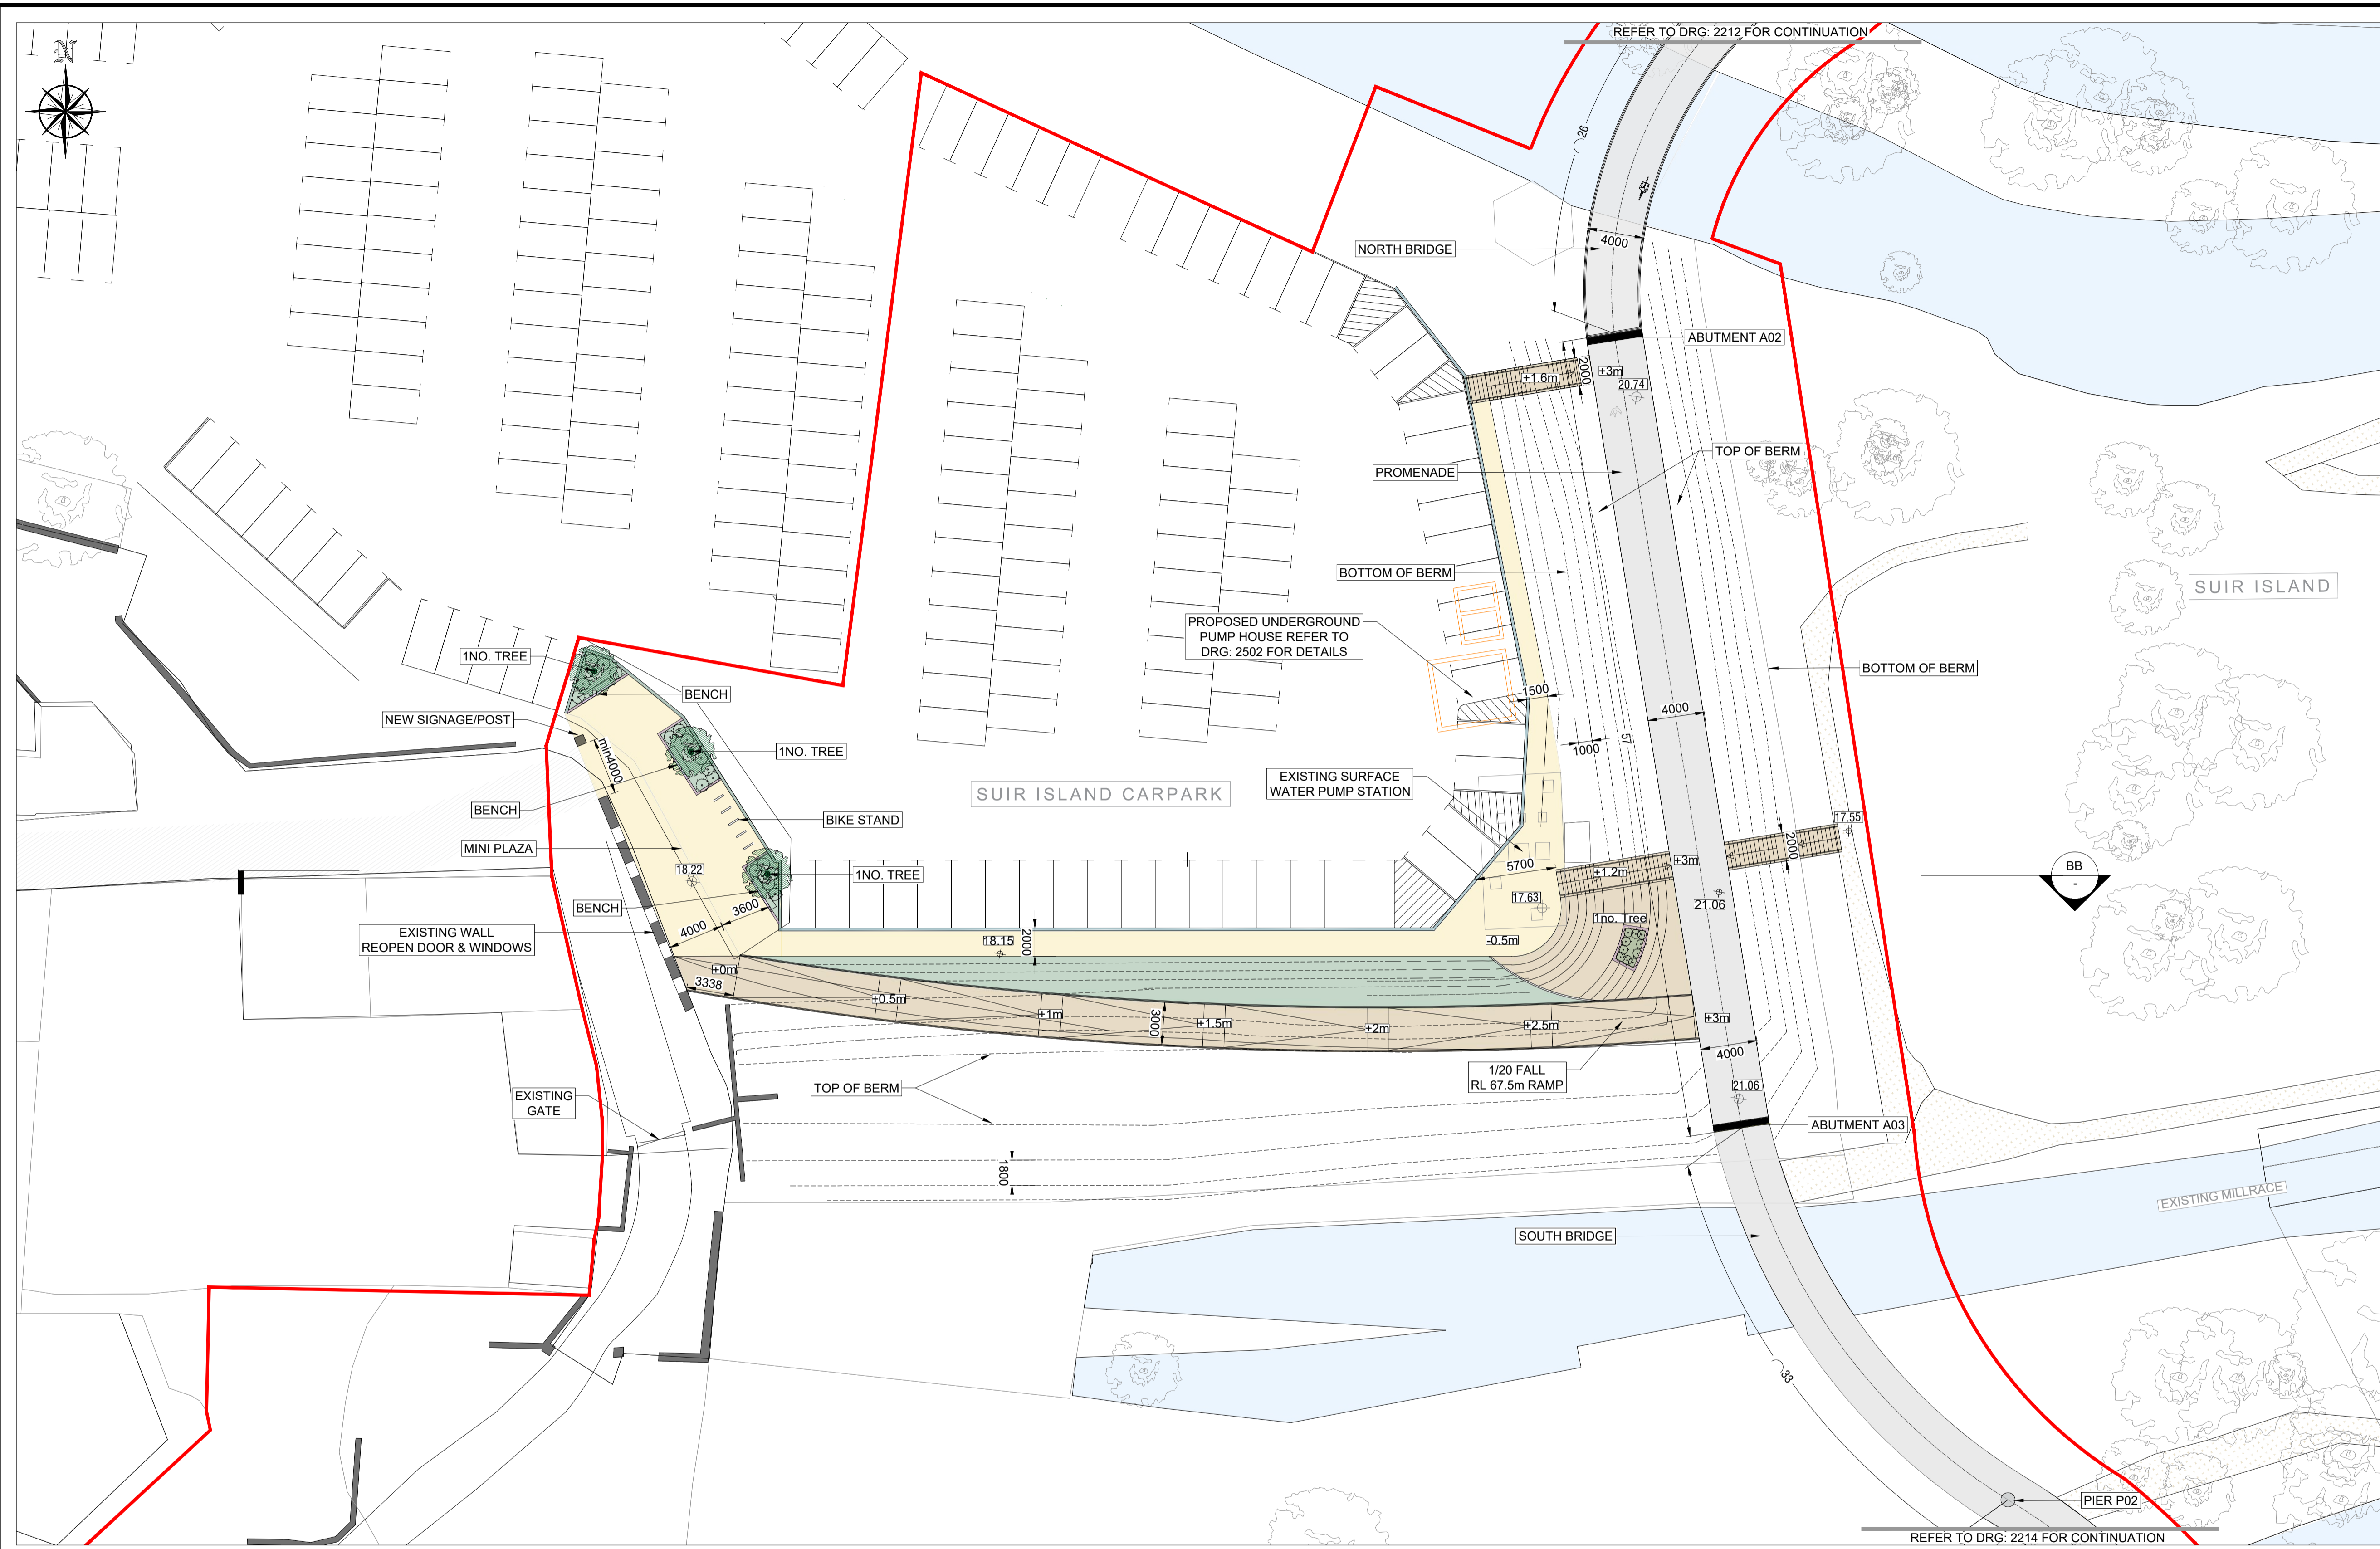 REFER TO DRG: 2212 FOR CONTINUATION
N
26
4000
NORTH BRIDGE
ABUTMENT A02
+1.6m
2000
+3m
20.74
TOP OF BERM
PROMENADE
BOTTOM OF BERM
SUIR ISLAND
PROPOSED UNDERGROUND
PUMP HOUSE REFER TO
DRG: 2502 FOR DETAILS
1NO. TREE
BOTTOM OF BERM
BENCH
1500
4000
NEW SIGNAGE/POST
min4000
1NO. TREE
57
1000
EXISTING SURFACE
WATER PUMP STATION
SUIR ISLAND CARPARK
BENCH
BIKE STAND
17.55
MINI PLAZA
2000
18.22
5700
+3m
+1.2m
1NO. TREE
BB
-
BENCH
3600
17.63
21.06
4000
1no. Tree
EXISTING WALL
REOPEN DOOR & WINDOWS
18.15
2000
-0.5m
+0m
3338
+0.5m
+1m
3000
+1.5m
+2m
+2.5m
+3m
4000
1/20 FALL
RL 67.5m RAMP
TOP OF BERM
21.06
EXISTING
GATE
ABUTMENT A03
1800
EXISTING MILLRACE
SOUTH BRIDGE
33
PIER P02
REFER TO DRG: 2214 FOR CONTINUATION